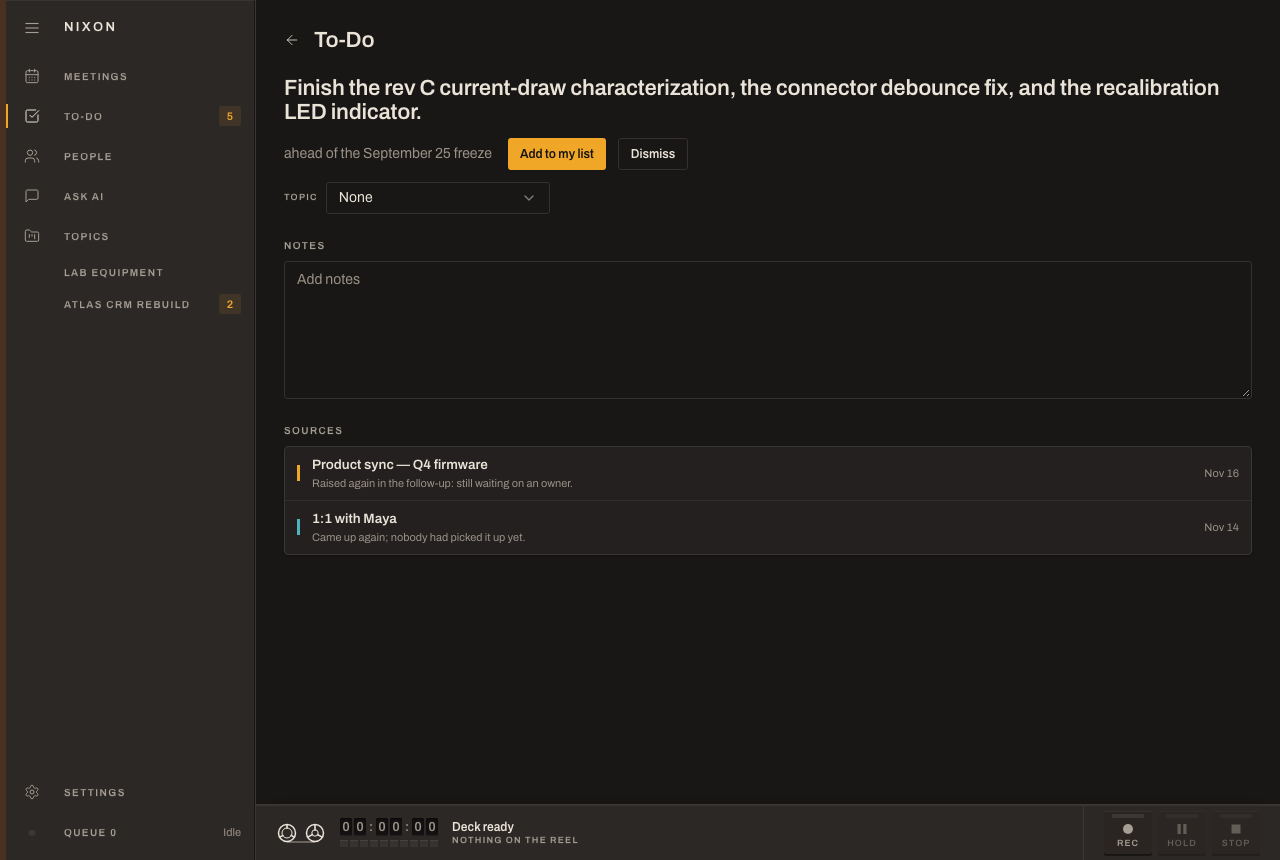 NIXON
MEETINGS
TO-DO 5
PEOPLE
ASK AI
TOPICS
LAB EQUIPMENT
ATLAS CRM REBUILD 2
SETTINGS
QUEUE 0 Idle
To-Do
Finish the rev C current-draw characterization, the connector debounce fix, and the recalibration
LED indicator.
ahead of the September 25 freeze Add to my list Dismiss
TOPIC None
NOTES
Add notes
SOURCES
Product sync — Q4 firmware
Raised again in the follow-up: still waiting on an owner.
Nov 16
1:1 with Maya
Came up again; nobody had picked it up yet.
Nov 14
00:00:00
Deck ready
NOTHING ON THE REEL
REC HOLD STOP